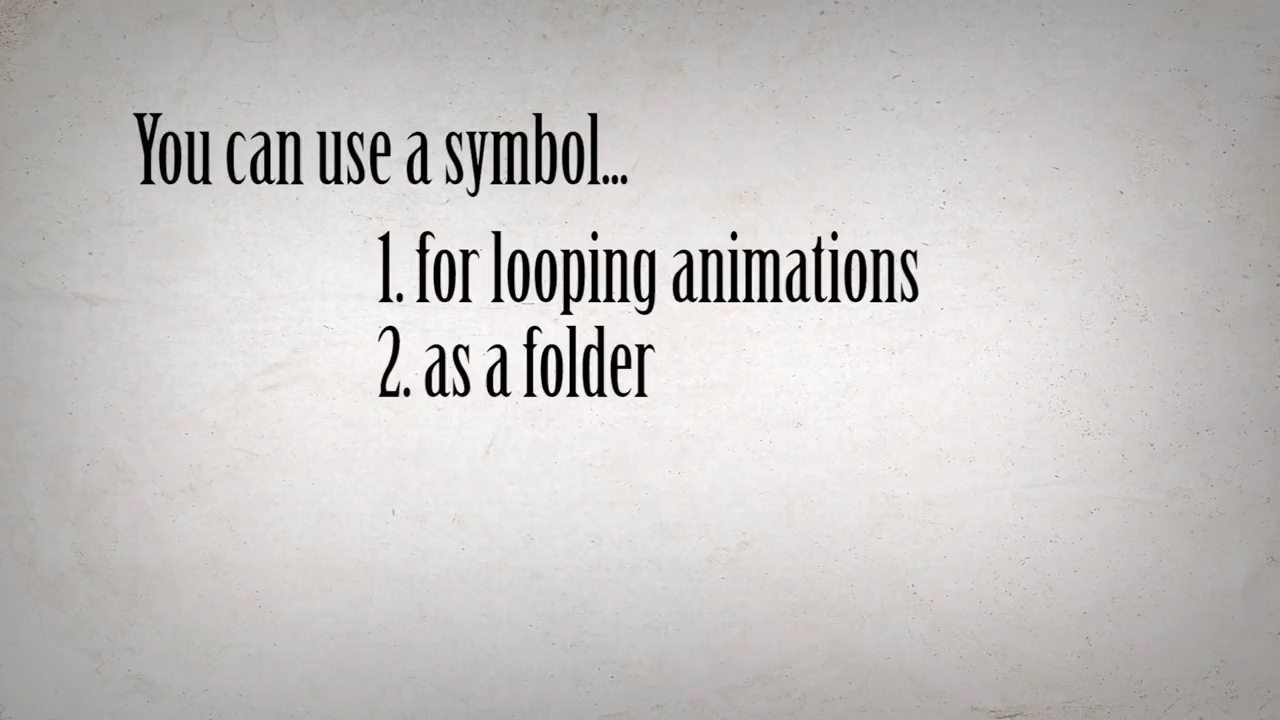 You can use a symbol...
1. for looping animations
2. as a folder